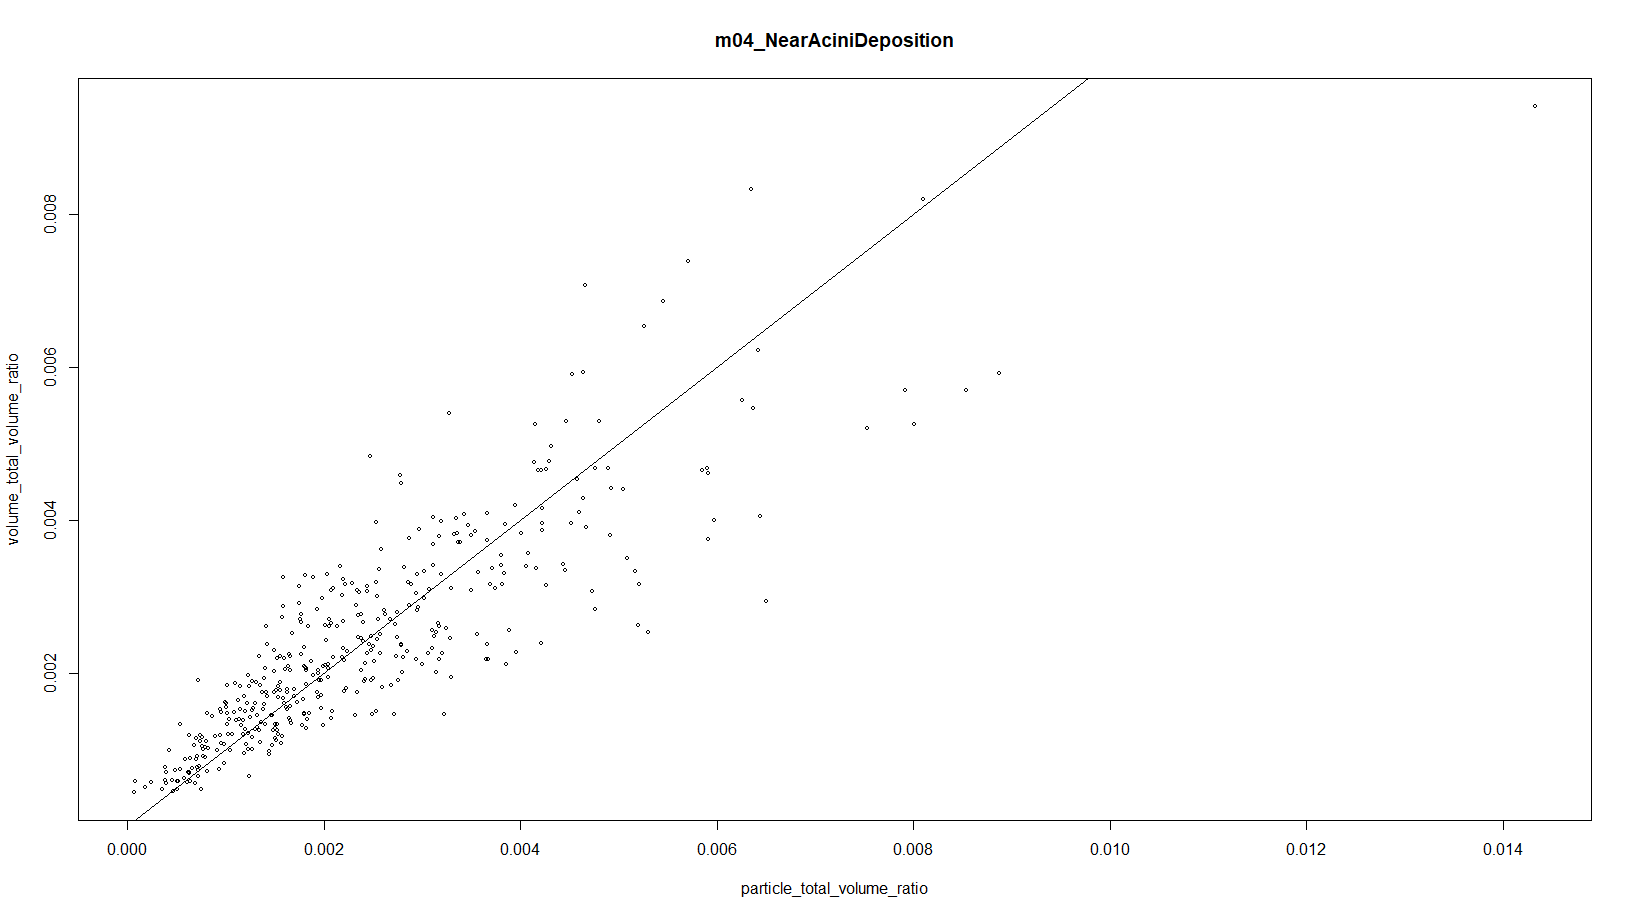 m04_NearAciniDeposition
volume_total_volume_ratio
0.008
0.006
0.004
0.002
0.000 0.002 0.004 0.006 0.008 0.010 0.012 0.014
particle_total_volume_ratio